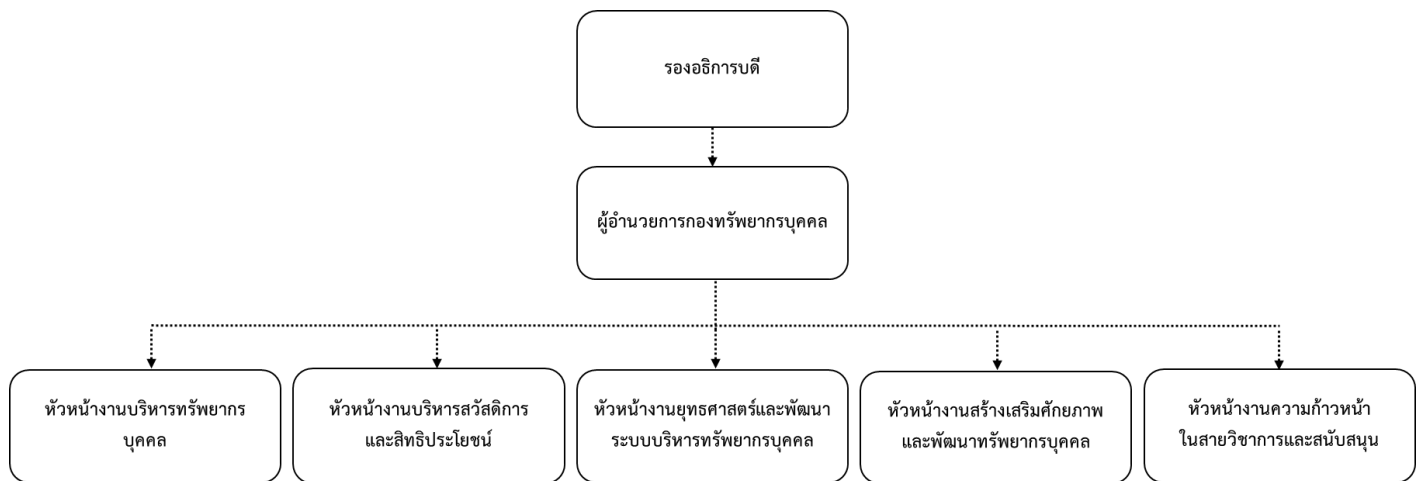 รองอธิการบดี
ผู้อำนวยการกองทรัพยากรบุคคล
หัวหน้างานบริหารทรัพยากร
บุคคล
หัวหน้างานบริหารสวัสดิการ
และสิทธิประโยชน์
หัวหน้างานยุทธศาสตร์และพัฒนา
ระบบบริหารทรัพยากรบุคคล
หัวหน้างานสร้างเสริมศักยภาพ
และพัฒนาทรัพยากรบุคคล
หัวหน้างานความก้าวหน้า
ในสายวิชาการและสนับสนุน